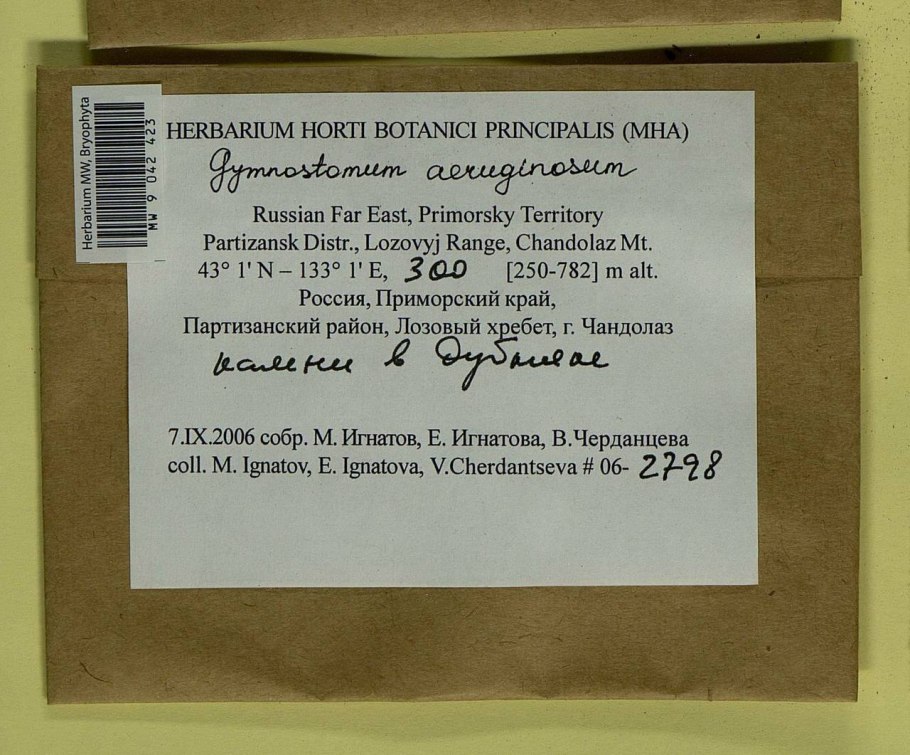 Herbarium MW, Bryophyta
MW 9 042 423
HERBARIUM HORTI BOTANICI PRINCIPALIS (MHA)
Gymnostomum aeruginosum
Russian Far East, Primorsky Territory
Partizansk Distr., Lozovyj Range, Chandolaz Mt.
43° 1' N – 133° 1' E, 300 [250-782] m alt.
Россия, Приморский край,
Партизанский район, Лозовый хребет, г. Чандолаз
камени в Дубняке
7.IX.2006 собр. М. Игнатов, Е. Игнатова, В.Черданцева
coll. M. Ignatov, E. Ignatova, V.Cherdantseva # 06- 2798